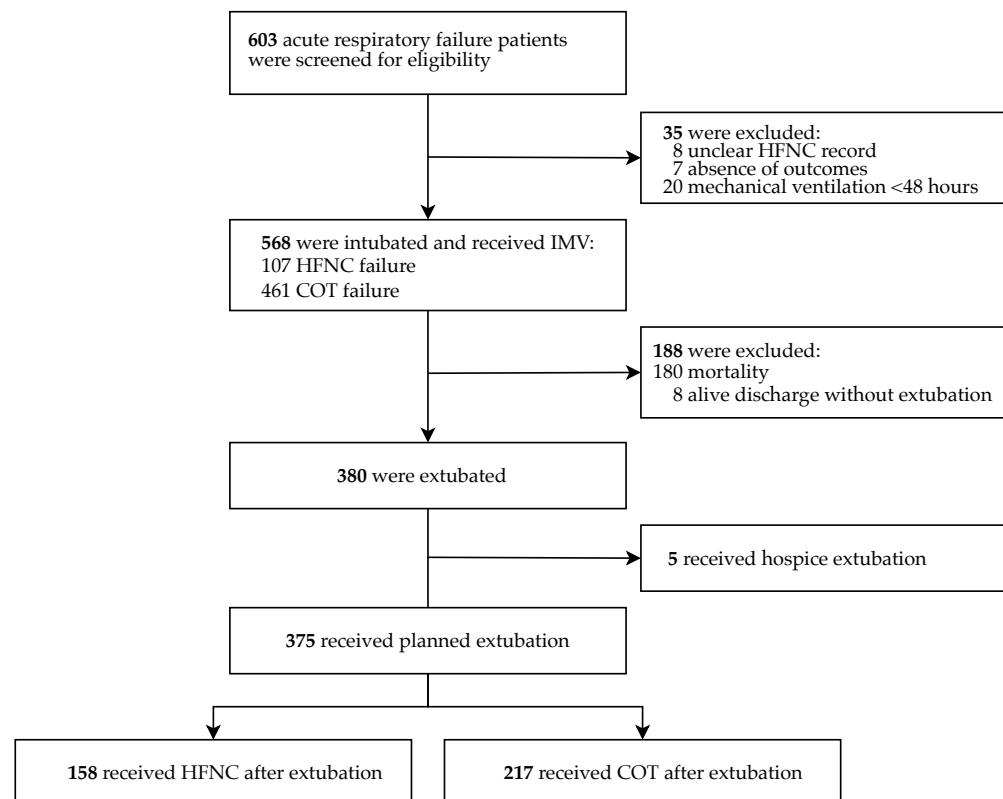 603 acute respiratory failure patients
were screened for eligibility
35 were excluded:
8 unclear HFNC record
7 absence of outcomes
20 mechanical ventilation <48 hours
568 were intubated and received IMV:
107 HFNC failure
461 COT failure
188 were excluded:
180 mortality
8 alive discharge without extubation
380 were extubated
5 received hospice extubation
375 received planned extubation
158 received HFNC after extubation
217 received COT after extubation